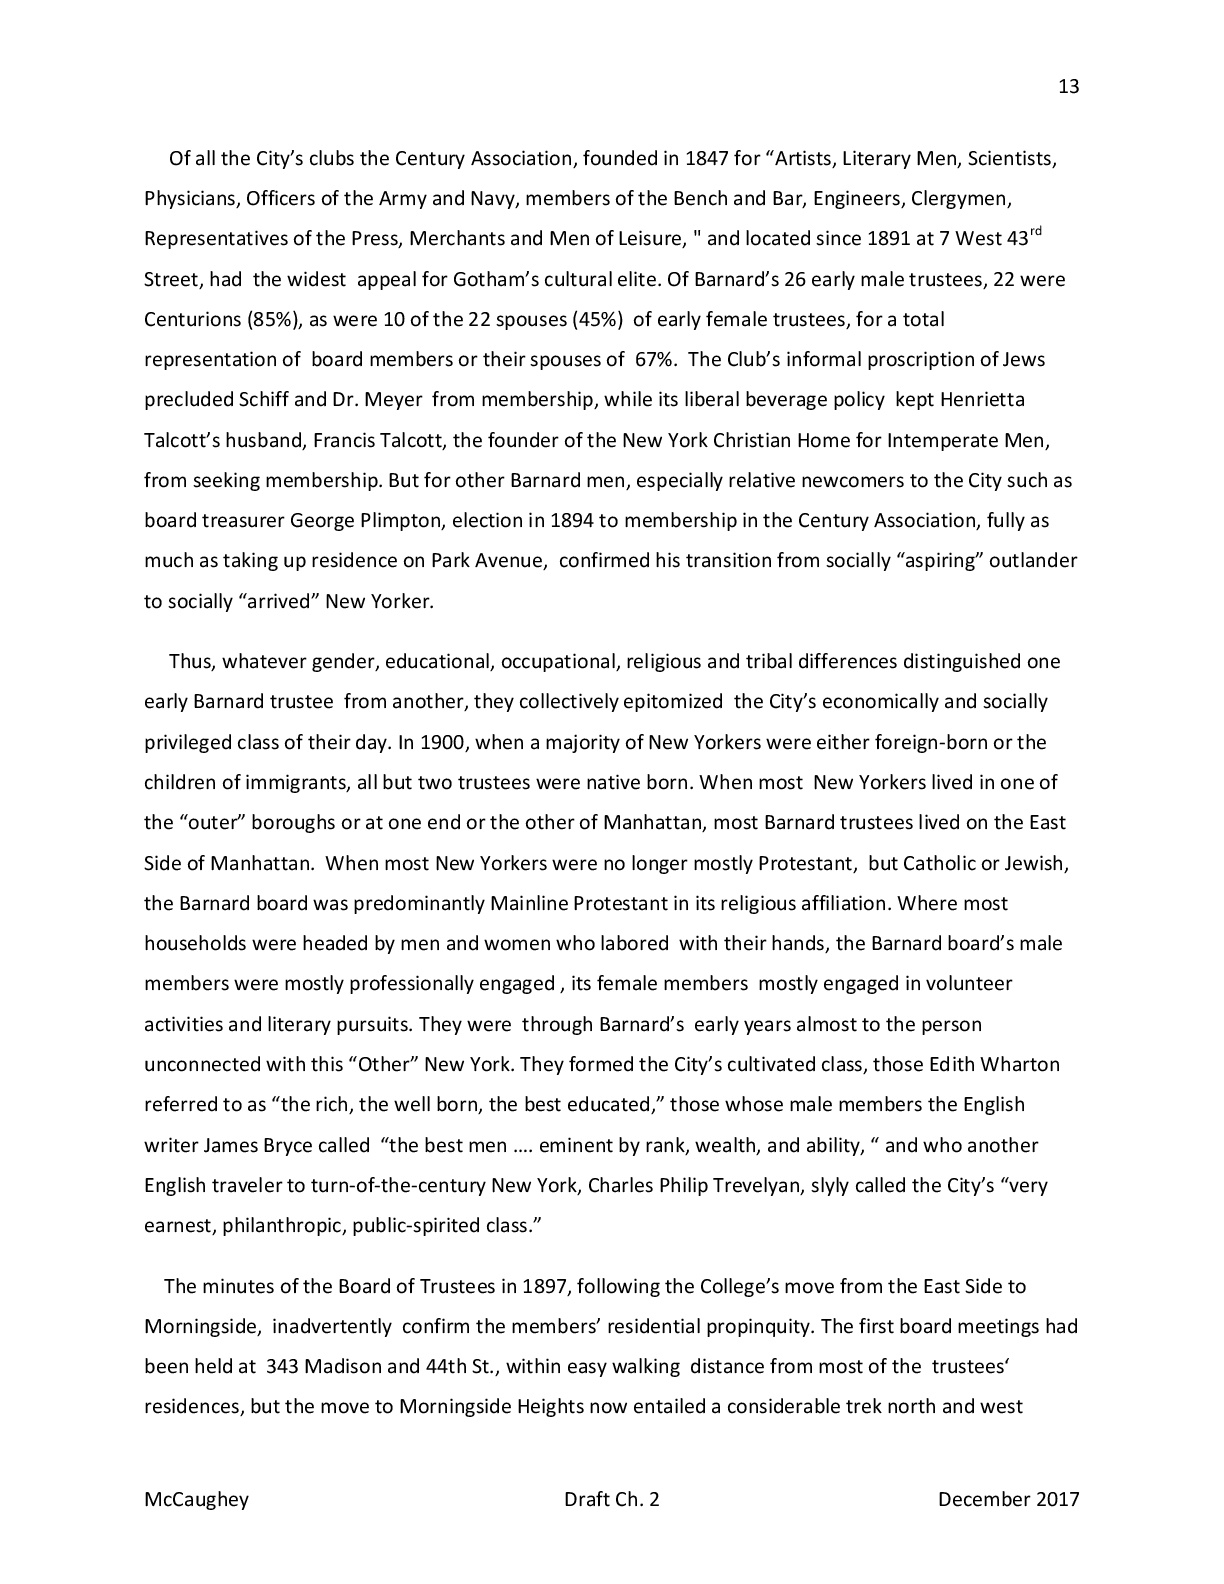 13
Of all the City’s clubs the Century Association, founded in 1847 for “Artists, Literary Men, Scientists,
Physicians, Officers of the Army and Navy, members of the Bench and Bar, Engineers, Clergymen,
Representatives of the Press, Merchants and Men of Leisure, " and located since 1891 at 7 West 43rd
Street, had the widest appeal for Gotham’s cultural elite. Of Barnard’s 26 early male trustees, 22 were
Centurions (85%), as were 10 of the 22 spouses (45%) of early female trustees, for a total
representation of board members or their spouses of 67%. The Club’s informal proscription of Jews
precluded Schiff and Dr. Meyer from membership, while its liberal beverage policy kept Henrietta
Talcott’s husband, Francis Talcott, the founder of the New York Christian Home for Intemperate Men,
from seeking membership. But for other Barnard men, especially relative newcomers to the City such as
board treasurer George Plimpton, election in 1894 to membership in the Century Association, fully as
much as taking up residence on Park Avenue, confirmed his transition from socially “aspiring” outlander
to socially “arrived” New Yorker.
Thus, whatever gender, educational, occupational, religious and tribal differences distinguished one
early Barnard trustee from another, they collectively epitomized the City’s economically and socially
privileged class of their day. In 1900, when a majority of New Yorkers were either foreign-born or the
children of immigrants, all but two trustees were native born. When most New Yorkers lived in one of
the “outer” boroughs or at one end or the other of Manhattan, most Barnard trustees lived on the East
Side of Manhattan. When most New Yorkers were no longer mostly Protestant, but Catholic or Jewish,
the Barnard board was predominantly Mainline Protestant in its religious affiliation. Where most
households were headed by men and women who labored with their hands, the Barnard board’s male
members were mostly professionally engaged , its female members mostly engaged in volunteer
activities and literary pursuits. They were through Barnard’s early years almost to the person
unconnected with this “Other” New York. They formed the City’s cultivated class, those Edith Wharton
referred to as “the rich, the well born, the best educated,” those whose male members the English
writer James Bryce called “the best men …. eminent by rank, wealth, and ability, “ and who another
English traveler to turn-of-the-century New York, Charles Philip Trevelyan, slyly called the City’s “very
earnest, philanthropic, public-spirited class.”
The minutes of the Board of Trustees in 1897, following the College’s move from the East Side to
Morningside, inadvertently confirm the members’ residential propinquity. The first board meetings had
been held at 343 Madison and 44th St., within easy walking distance from most of the trustees‘
residences, but the move to Morningside Heights now entailed a considerable trek north and west
McCaughey Draft Ch. 2 December 2017